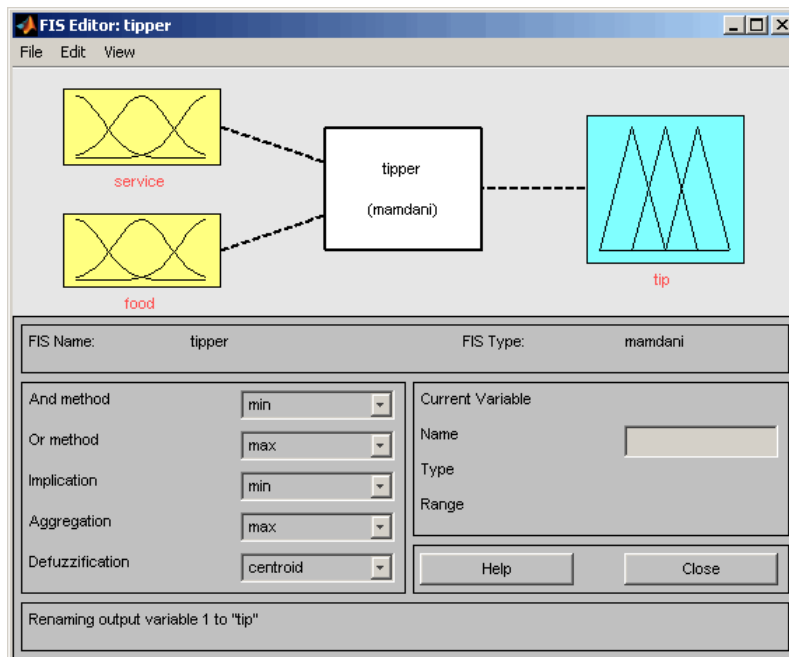 FIS Editor: tipper
File Edit View
service
food
tipper
(mamdani)
tip
FIS Name: tipper FIS Type: mamdani
And method min
Or method max
Implication min
Aggregation max
Defuzzification centroid
Current Variable
Name
Type
Range
Help Close
Renaming output variable 1 to "tip"